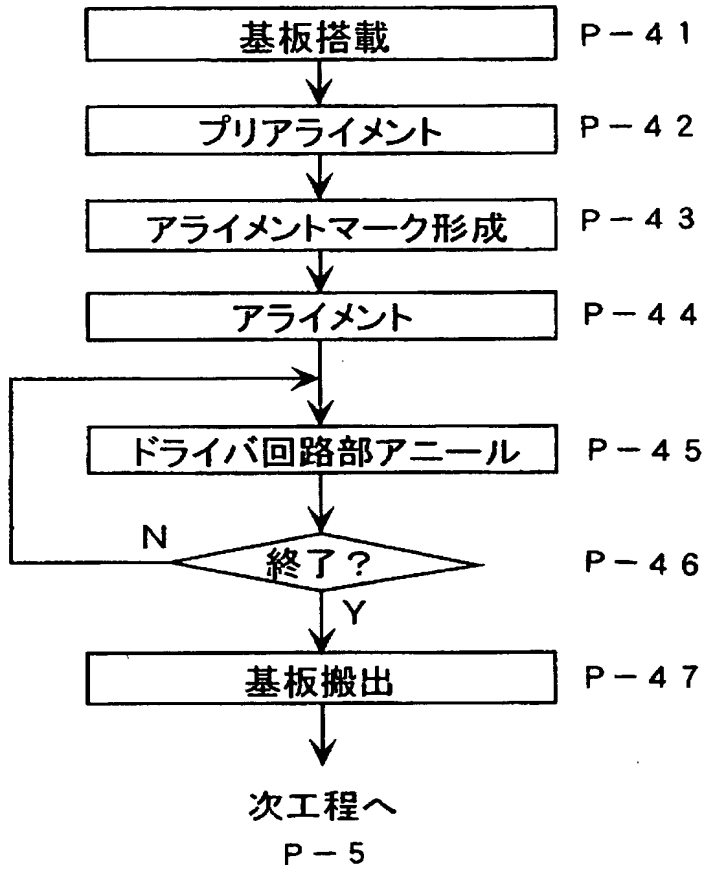 基板搭載 P-41
プリアライメント P-42
アライメントマーク形成 P-43
アライメント P-44
ドライバ回路部アニール P-45
N
終了? P-46
Y
基板搬出 P-47
次工程へ
P-5